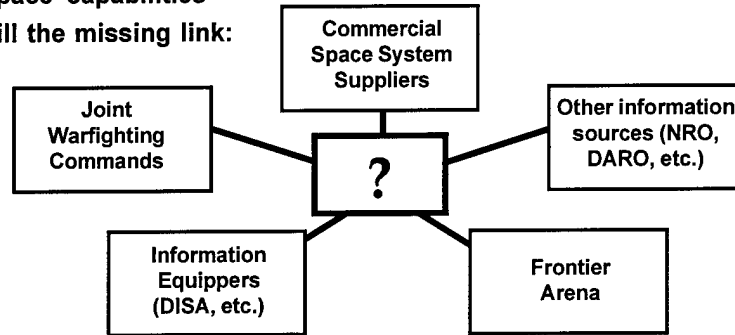 capabilities
the missing link:
Commercial
Space System
Suppliers
Joint
Warfighting
Commands
Other information
sources (NRO,
DARO, etc.)
?
Information
Equippers
(DISA, etc.)
Frontier
Arena